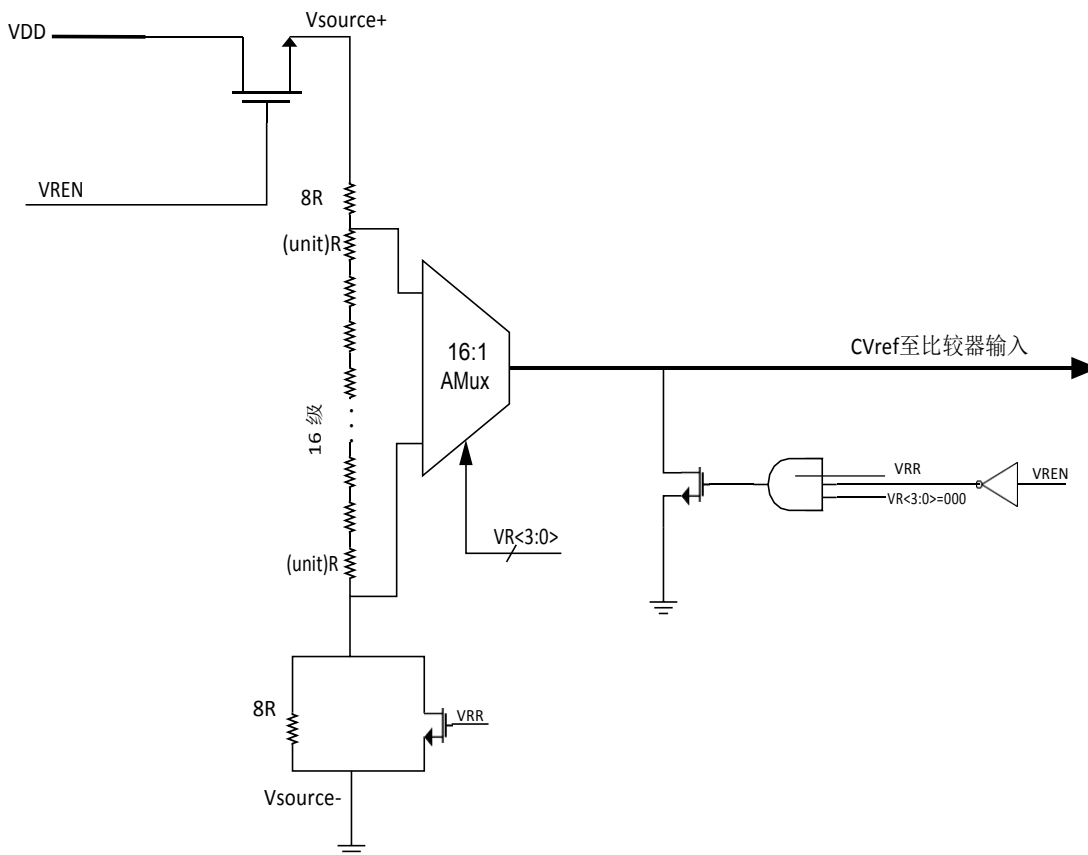 Vsource+
VDD
VREN
8R
(unit)R
16:1
AMux
CVref至比较器输入
16 级
VRR
VREN
VR<3:0>=000
VR<3:0>
(unit)R
8R
VRR
Vsource-